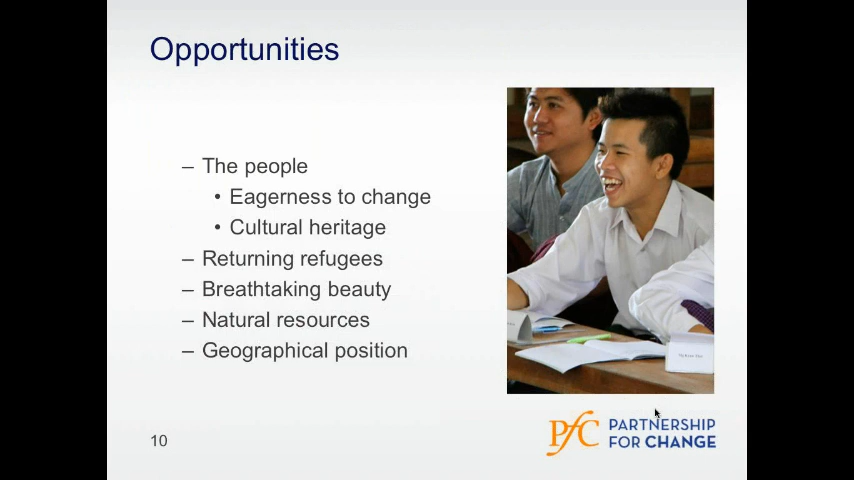 Opportunities
– The people
• Eagerness to change
• Cultural heritage
– Returning refugees
– Breathtaking beauty
– Natural resources
– Geographical position
10
PfC PARTNERSHIP
FOR CHANGE